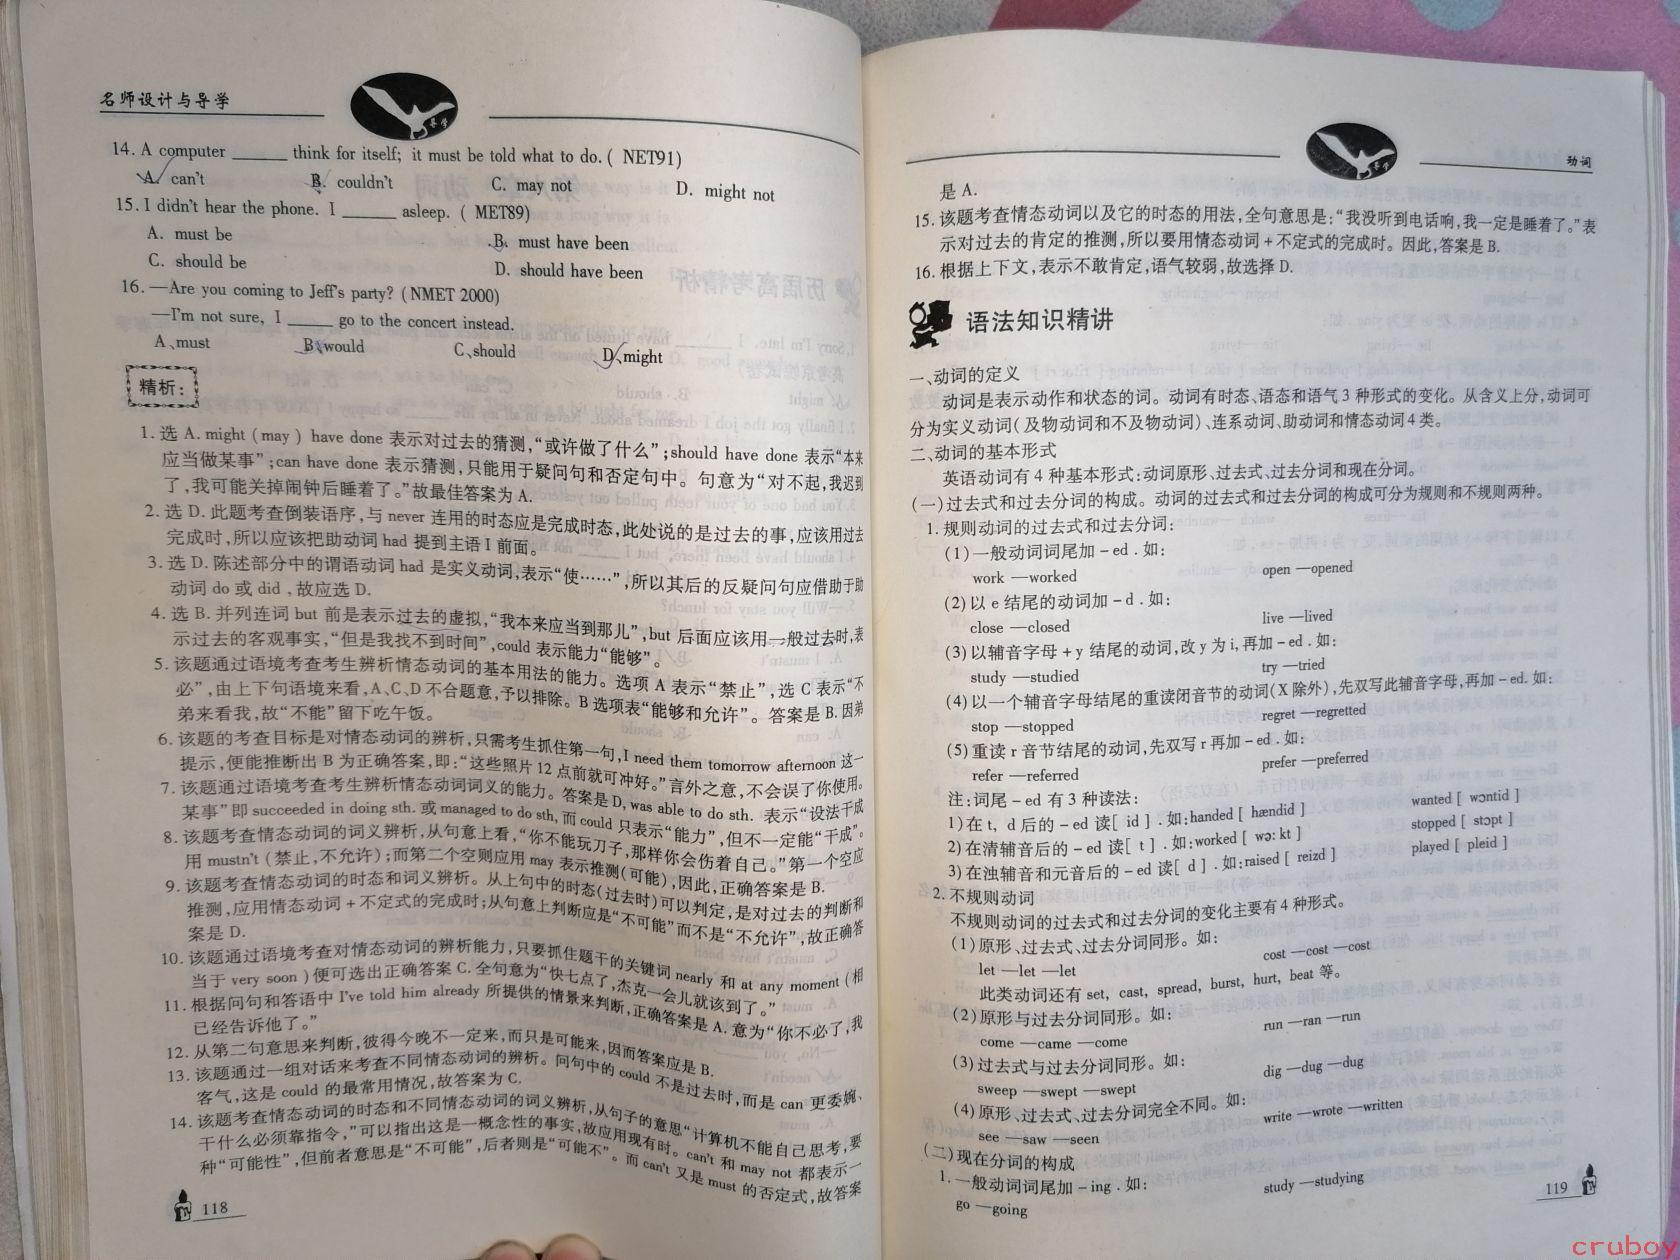 名师设计与导学
导学
14. A computer ______ think for itself; it must be told what to do. ( NET91)
A. can't B. couldn't C. may not D. might not
15. I didn't hear the phone. I ______ asleep. ( MET89)
A. must be B. must have been
C. should be D. should have been
16. —Are you coming to Jeff's party? (NMET 2000)
—I'm not sure, I _____ go to the concert instead.
A、must B、would C、should D、might
精析:
1. 选 A. might (may) have done 表示对过去的猜测,“或许做了什么”;should have done 表示“本来
应当做某事”;can have done 表示猜测,只能用于疑问句和否定句中。句意为“对不起,我迟到
了,我可能关掉闹钟后睡着了。”故最佳答案为 A.
2. 选 D. 此题考查倒装语序,与 never 连用的时态应是完成时态,此处说的是过去的事,应该用过去
完成时,所以应该把助动词 had 提到主语 I 前面。
3. 选 D. 陈述部分中的谓语动词 had 是实义动词,表示“使……”,所以其后的反疑问句应借助于助
动词 do 或 did , 故应选 D.
4. 选 B. 并列连词 but 前是表示过去的虚拟,“我本来应当到那儿”,but 后面应该用一般过去时,表
示过去的客观事实,“但是我找不到时间”,could 表示能力“能够”。
5. 该题通过语境考查考生辨析情态动词的基本用法的能力。选项 A 表示“禁止”,选 C 表示“不
必”,由上下句语境来看,A、C、D 不合题意,予以排除。B 选项表“能够和允许”。答案是 B. 因弟
弟来看我,故“不能”留下吃午饭。
6. 该题的考查目标是对情态动词的辨析,只需考生抓住第一句,I need them tomorrow afternoon 这一
提示,便能推断出 B 为正确答案,即:“这些照片 12 点前就可冲好。”言外之意,不会误了你使用。
7. 该题通过语境考查考生辨析情态动词词义的能力。答案是 D, was able to do sth. 表示“设法干成
某事”即 succeeded in doing sth. 或 managed to do sth, 而 could 只表示“能力”,但不一定能“干成”。
8. 该题考查情态动词的词义辨析,从句意上看,“你不能玩刀子,那样你会伤着自己。”第一个空应
用 mustn't (禁止,不允许);而第二个空则应用 may 表示推测(可能),因此,正确答案是 B.
9. 该题考查情态动词的时态和词义辨析。从上句中的时态(过去时)可以判定,是对过去的判断和
推测,应用情态动词+不定式的完成时;从句意上判断应是“不可能”而不是“不允许”,故正确答
案是 D.
10. 该题通过语境考查对情态动词的辨析能力,只要抓住题干的关键词 nearly 和 at any moment (相
当于 very soon ) 便可选出正确答案 C. 全句意为“快七点了,杰克一会儿就该到了。”
11. 根据问句和答语中 I've told him already 所提供的情景来判断,正确答案是 A. 意为“你不必了,我
已经告诉他了。”
12. 从第二句意思来判断,彼得今晚不一定来,而只是可能来,因而答案应是 B.
13. 该题通过一组对话来考查不同情态动词的辨析。问句中的 could 不是过去时,而是 can 更委婉、
客气,这是 could 的最常用情况,故答案为 C.
14. 该题考查情态动词的时态和不同情态动词的词义辨析,从句子的意思“计算机不能自己思考,要
干什么必须靠指令,”可以指出这是一概念性的事实,故应用现在时。can't 和 may not 都表示一
种“可能性”,但前者意思是“不可能”,后者则是“可能不”。而 can't 又是 must 的否定式,故答案
118
导学
动词
是 A.
15. 该题考查情态动词以及它的时态的用法,全句意思是:“我没听到电话响,我一定是睡着了。”表
示对过去的肯定的推测,所以要用情态动词+不定式的完成时。因此,答案是 B.
16. 根据上下文,表示不敢肯定,语气较弱,故选择 D.
语法知识精讲
一、动词的定义
动词是表示动作和状态的词。动词有时态、语态和语气 3 种形式的变化。从含义上分,动词可
分为实义动词(及物动词和不及物动词)、连系动词、助动词和情态动词 4 类。
二、动词的基本形式
英语动词有 4 种基本形式:动词原形、过去式、过去分词和现在分词。
(一)过去式和过去分词的构成。动词的过去式和过去分词的构成可分为规则和不规则两种。
1. 规则动词的过去式和过去分词:
(1)一般动词词尾加-ed . 如:
work —worked open —opened
(2)以 e 结尾的动词加-d . 如:
close —closed live —lived
(3)以辅音字母+y 结尾的动词,改 y 为 i,再加-ed . 如:
study —studied try —tried
(4)以一个辅音字母结尾的重读闭音节的动词(X 除外),先双写此辅音字母,再加-ed. 如:
stop —stopped regret —regretted
(5)重读 r 音节结尾的动词,先双写 r 再加-ed . 如:
refer —referred prefer —preferred
注:词尾-ed 有 3 种读法:
1)在 t, d 后的-ed 读[ id ] . 如:handed [ hændid ] wanted [ wɔntid ]
2)在清辅音后的-ed 读[ t ] . 如:worked [ wə: kt ] stopped [ stɔpt ]
3)在浊辅音和元音后的-ed 读[ d ] . 如:raised [ reizd ] played [ pleid ]
2. 不规则动词
不规则动词的过去式和过去分词的变化主要有 4 种形式。
(1)原形、过去式、过去分词同形。如:
let —let —let cost —cost —cost
此类动词还有 set, cast, spread, burst, hurt, beat 等。
(2)原形与过去分词同形。如:
come —came —come run —ran —run
(3)过去式与过去分词同形。如:
sweep —swept —swept dig —dug —dug
(4)原形、过去式、过去分词完全不同。如:
see —saw —seen write —wrote —written
(二)现在分词的构成
1. 一般动词词尾加-ing . 如:
go —going study —studying
119
cruboy